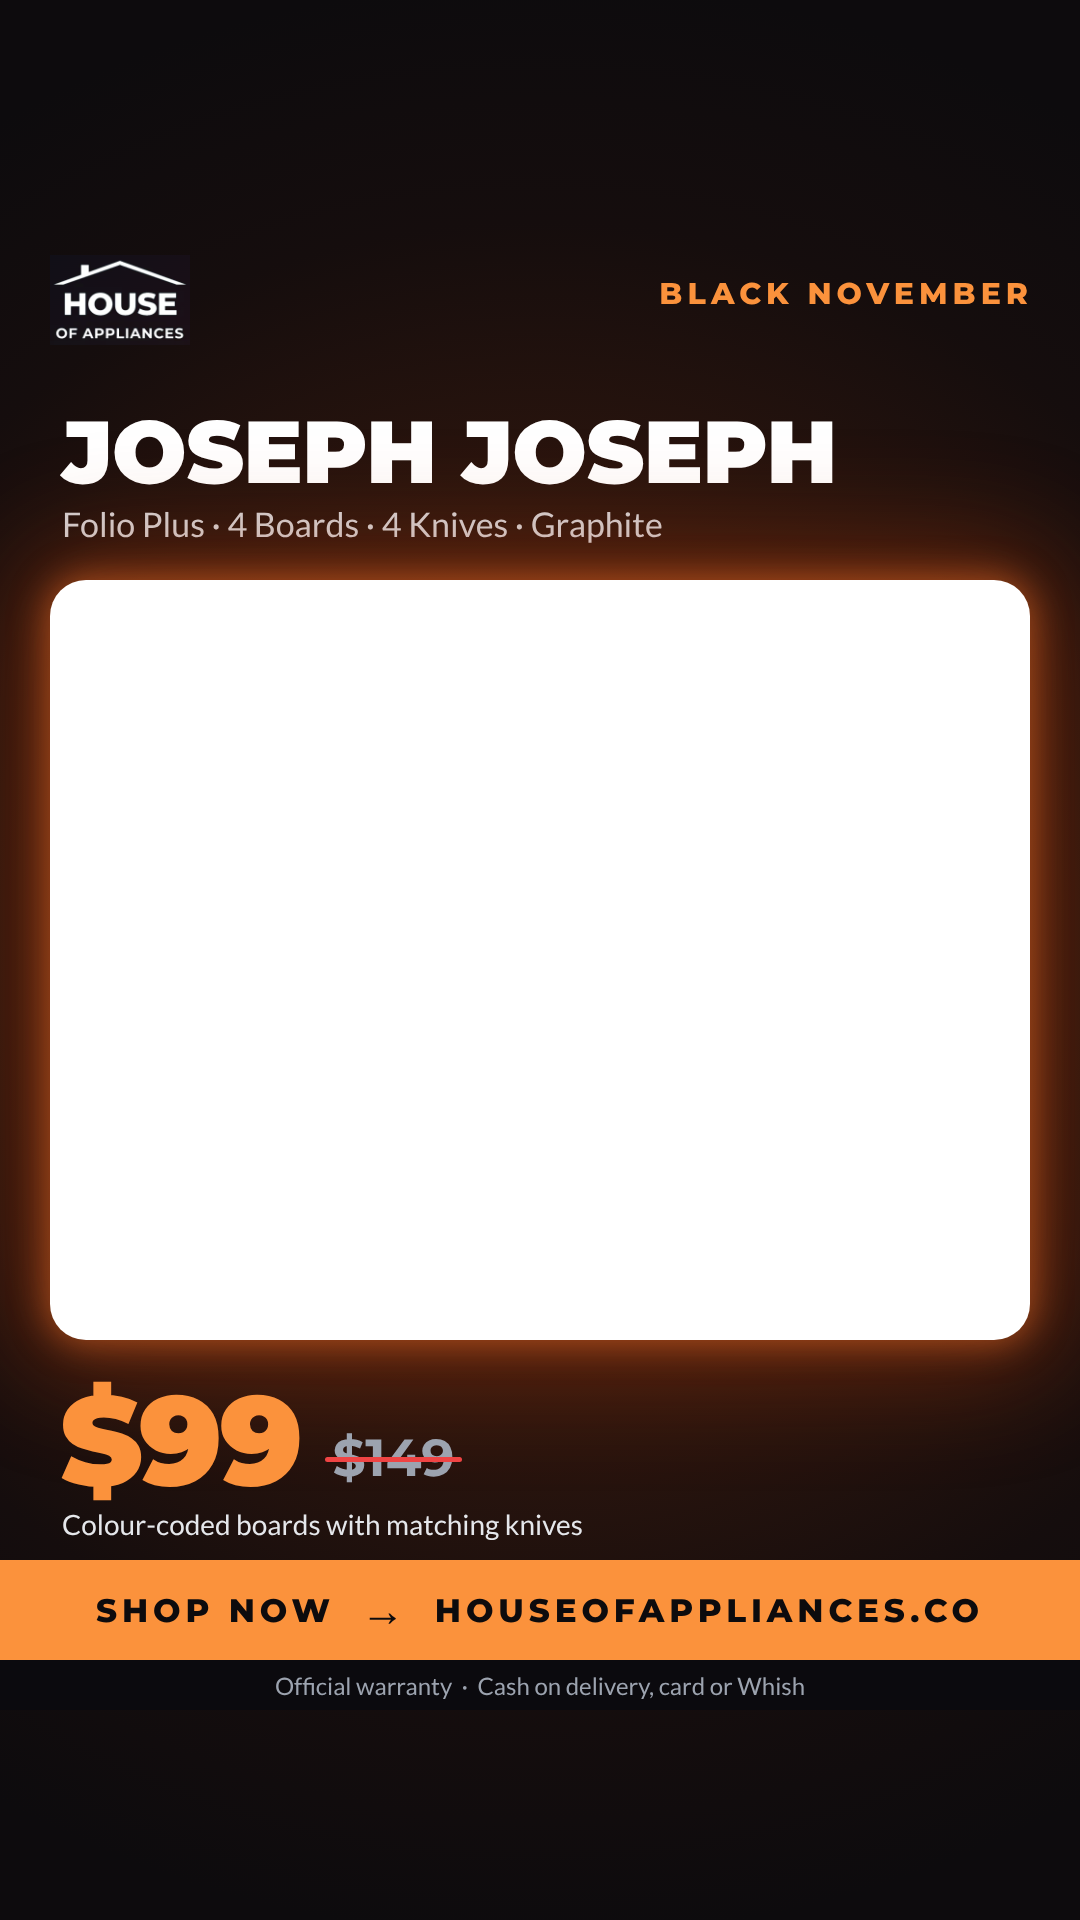 HOUSE
OF APPLIANCES
BLACK NOVEMBER
JOSEPH JOSEPH
Folio Plus · 4 Boards · 4 Knives · Graphite
$99 $149
Colour-coded boards with matching knives
SHOP NOW → HOUSEOFAPPLIANCES.CO
Official warranty · Cash on delivery, card or Whish